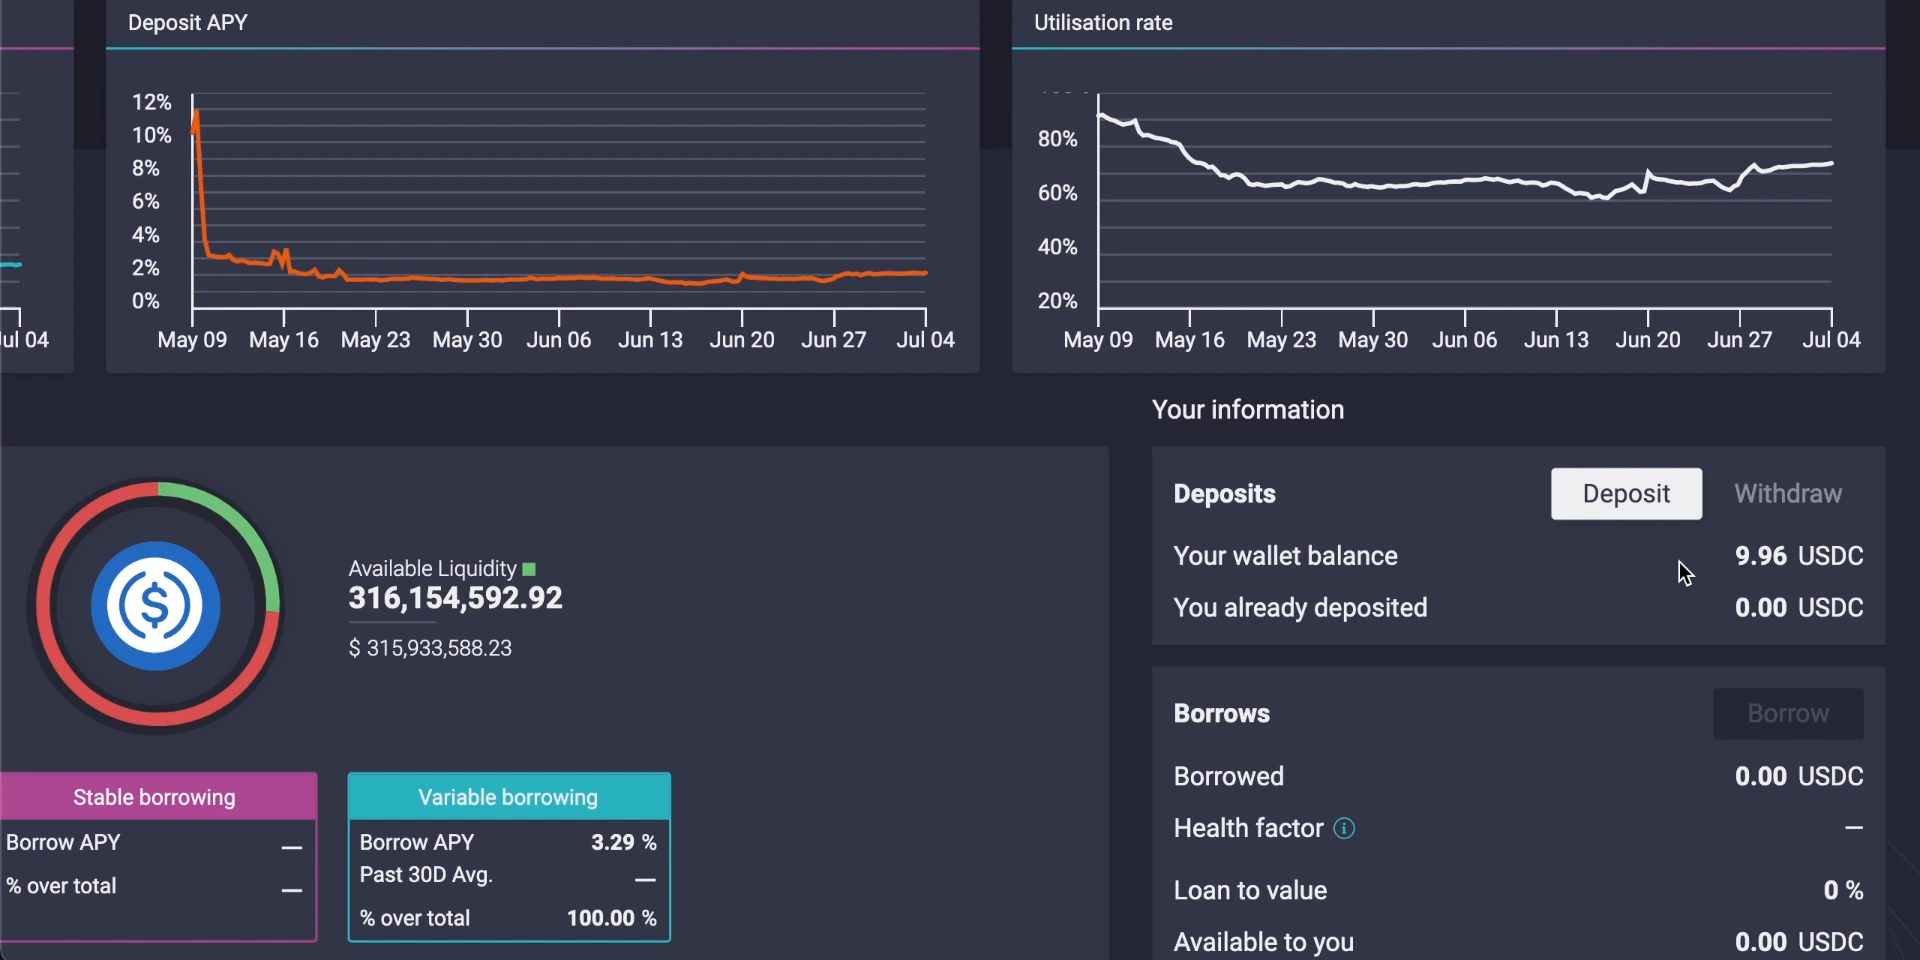 Deposit APY
12%
10%
8%
6%
4%
2%
0%
May 09 May 16 May 23 May 30 Jun 06 Jun 13 Jun 20 Jun 27 Jul 04
Utilisation rate
80%
60%
40%
20%
May 09 May 16 May 23 May 30 Jun 06 Jun 13 Jun 20 Jun 27 Jul 04
Jul 04
Available Liquidity
316,154,592.92
$ 315,933,588.23
Stable borrowing
Borrow APY —
% over total —
Variable borrowing
Borrow APY 3.29 %
Past 30D Avg. —
% over total 100.00 %
Your information
Deposits Deposit Withdraw
Your wallet balance 9.96 USDC
You already deposited 0.00 USDC
Borrows Borrow
Borrowed 0.00 USDC
Health factor i –
Loan to value 0 %
Available to you 0.00 USDC